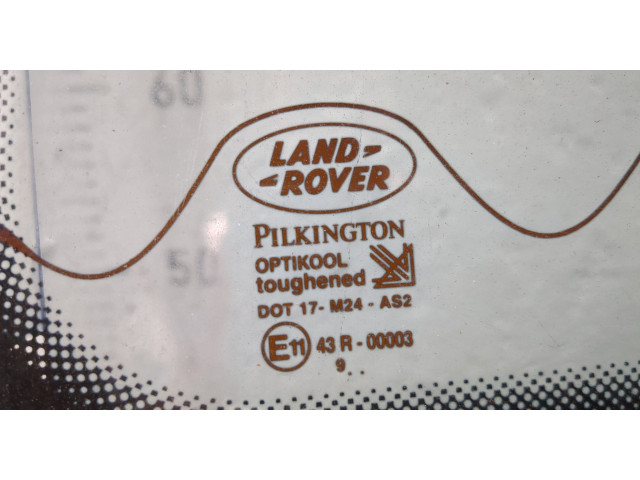 60
LAND
ROVER
PILKINGTON
OPTIKOOL
toughened
50
DOT 17- M24 - AS2
E11 43 R - 00003
9 . .